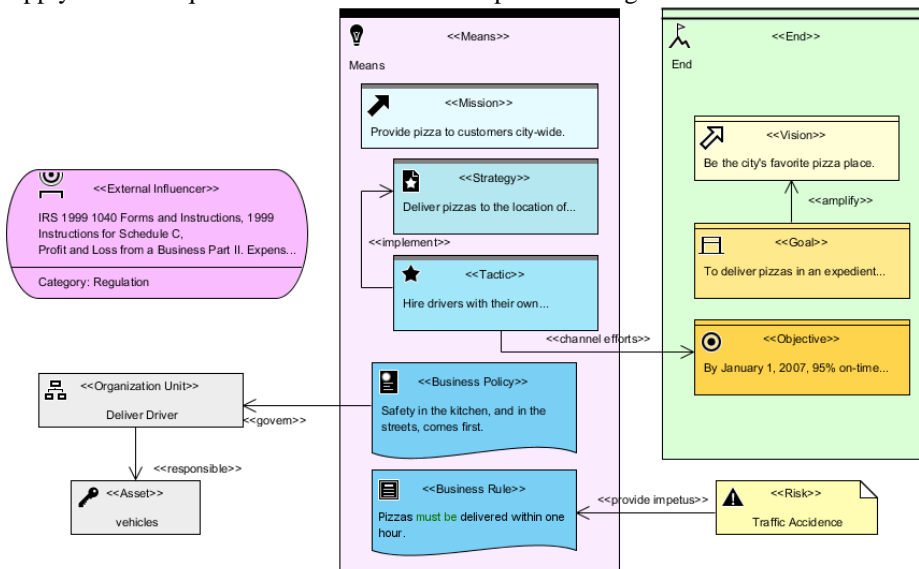 <<Means>>
Means
<<Mission>>
Provide pizza to customers city-wide.
<<Strategy>>
Deliver pizzas to the location of...
<<implement>>
<<Tactic>>
Hire drivers with their own...
<<Business Policy>>
Safety in the kitchen, and in the
streets, comes first.
<<Business Rule>>
Pizzas must be delivered within one
hour.
<<End>>
End
<<Vision>>
Be the city's favorite pizza place.
<<amplify>>
<<Goal>>
To deliver pizzas in an expedient...
<<channel efforts>>
<<Objective>>
By January 1, 2007, 95% on-time...
<<External Influencer>>
IRS 1999 1040 Forms and Instructions, 1999
Instructions for Schedule C,
Profit and Loss from a Business Part II. Expens...
Category: Regulation
<<Organization Unit>>
Deliver Driver
<<govern>>
<<responsible>>
<<Asset>>
vehicles
<<provide impetus>>
<<Risk>>
Traffic Accidence